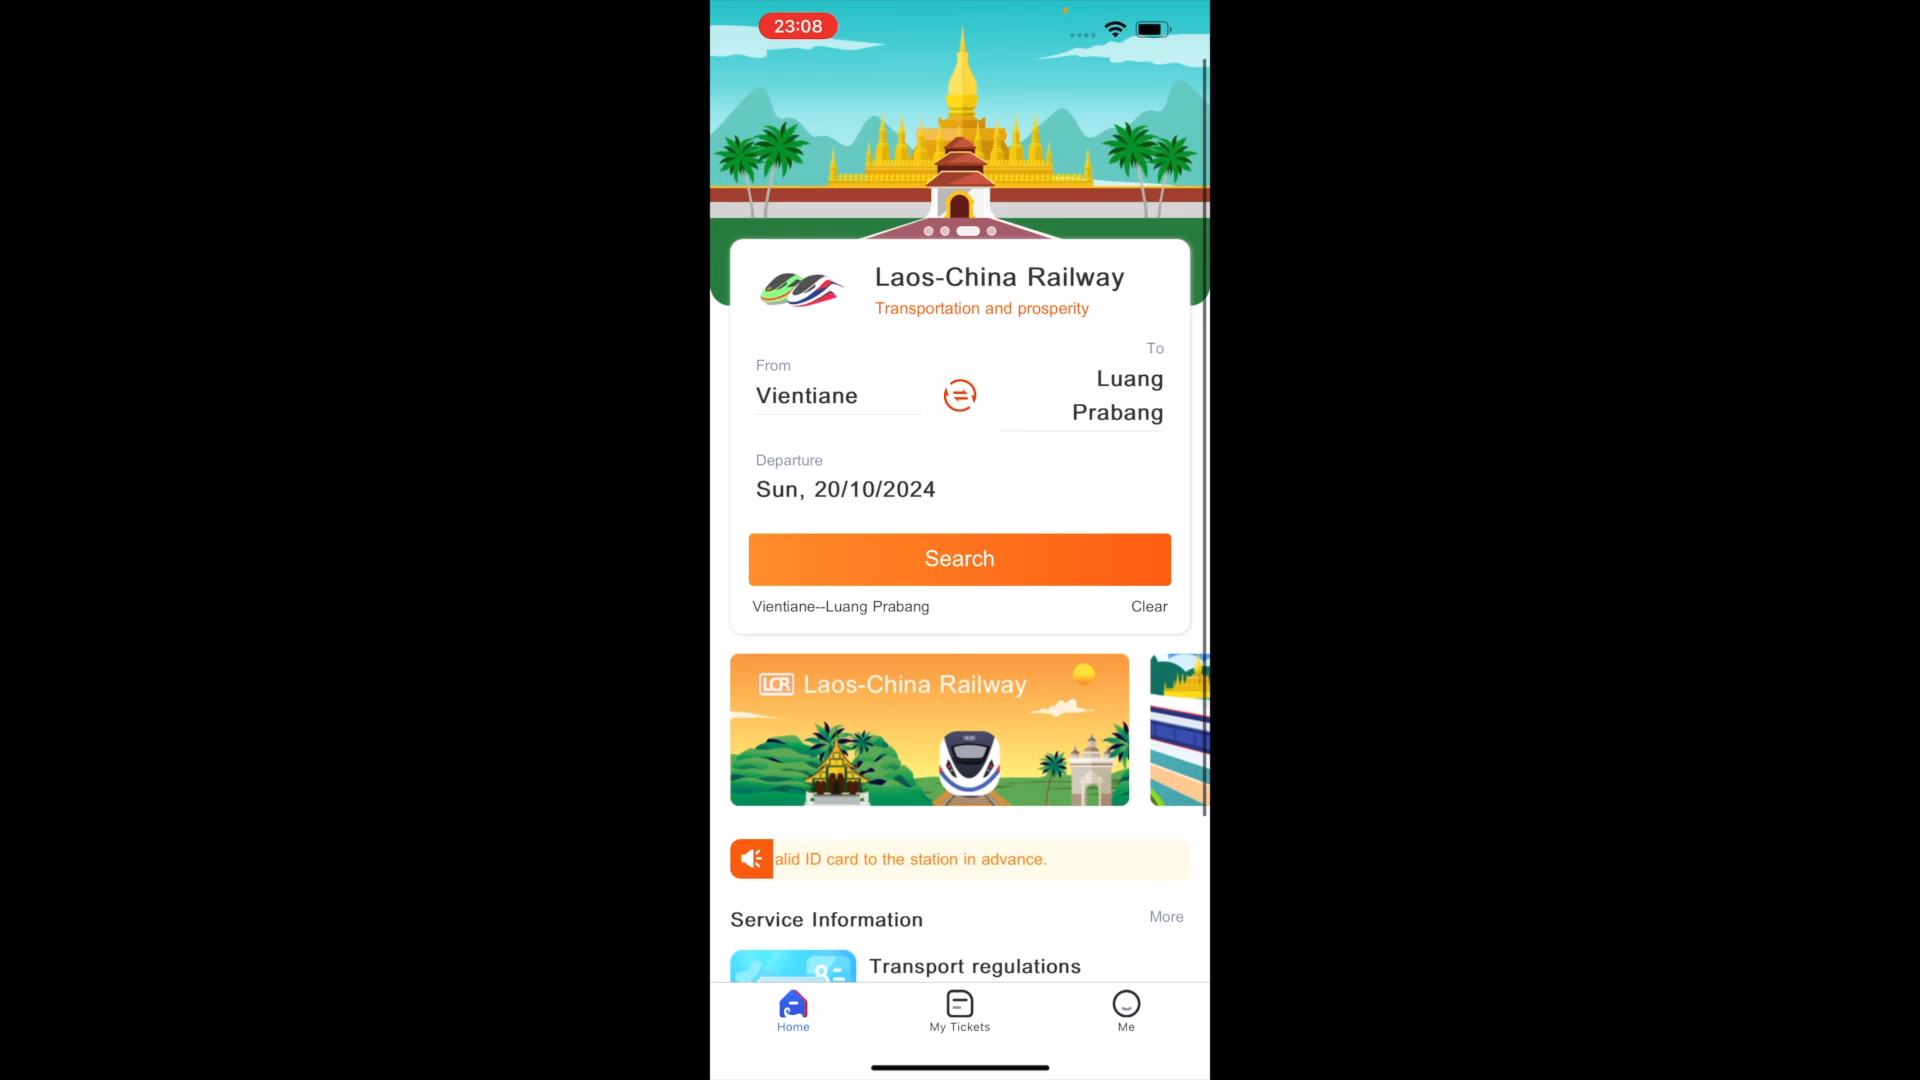 23:08
Laos-China Railway
Transportation and prosperity
From
Vientiane
To
Luang
Prabang
Departure
Sun, 20/10/2024
Search
Vientiane--Luang Prabang
Clear
LCR Laos-China Railway
alid ID card to the station in advance.
Service Information
More
Transport regulations
Home
My Tickets
Me